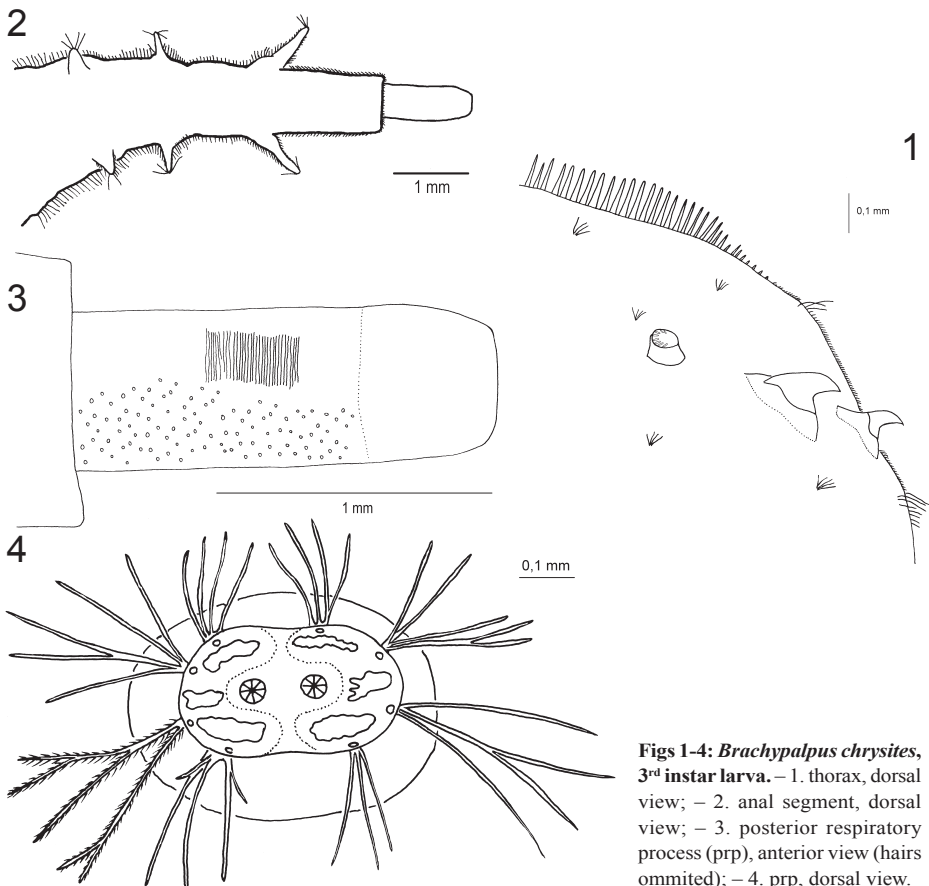 2
1 mm
1
0,1 mm
3
1 mm
4
0,1 mm
Figs 1-4: Brachypalpus chrysites,
3rd instar larva. – 1. thorax, dorsal
view; – 2. anal segment, dorsal
view; – 3. posterior respiratory
process (prp), anterior view (hairs
ommited); – 4. prp, dorsal view.